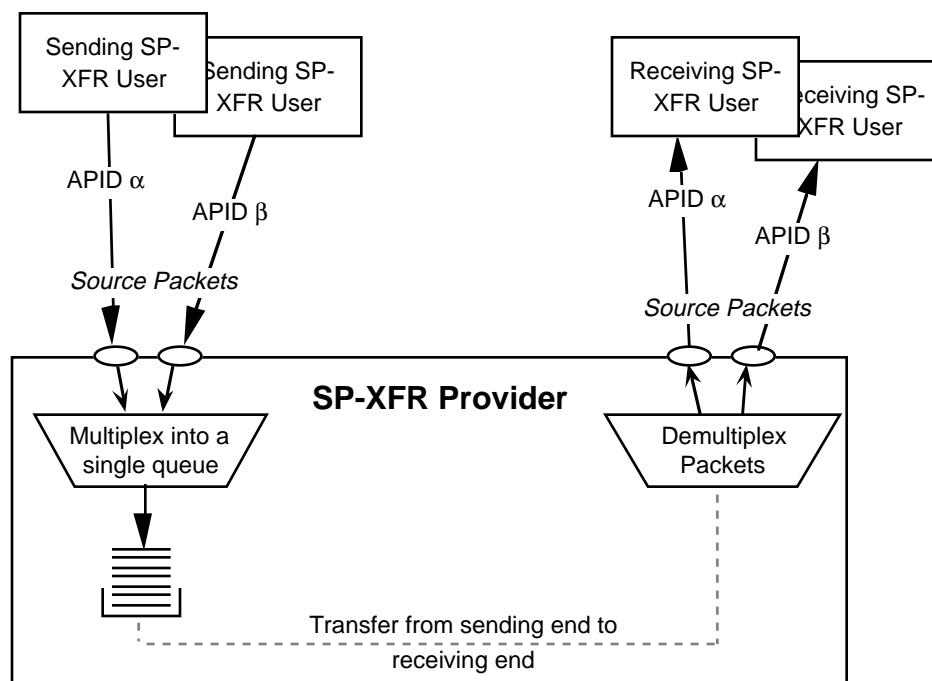 Sending SP-
XFR User
Sending SP-
XFR User
APID α
APID β
Source Packets
Receiving SP-
XFR User
eceiving SP-
XFR User
APID α
APID β
Source Packets
SP-XFR Provider
Multiplex into a
single queue
Demultiplex
Packets
Transfer from sending end to
receiving end